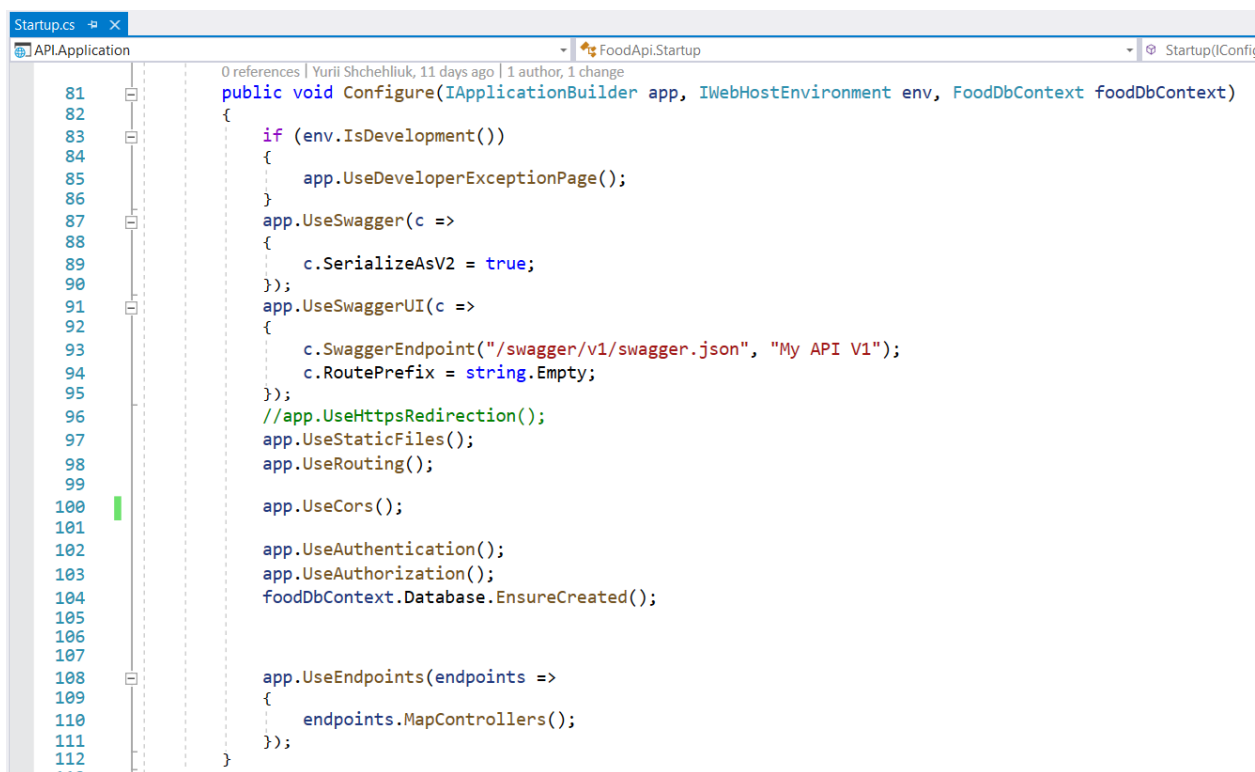 Startup.cs
API.Application FoodApi.Startup Startup(IConfig
0 references | Yurii Shchehliuk, 11 days ago | 1 author, 1 change
81 public void Configure(IApplicationBuilder app, IWebHostEnvironment env, FoodDbContext foodDbContext)
82 {
83 if (env.IsDevelopment())
84 {
85 app.UseDeveloperExceptionPage();
86 }
87 app.UseSwagger(c =>
88 {
89 c.SerializeAsV2 = true;
90 });
91 app.UseSwaggerUI(c =>
92 {
93 c.SwaggerEndpoint("/swagger/v1/swagger.json", "My API V1");
94 c.RoutePrefix = string.Empty;
95 });
96 //app.UseHttpsRedirection();
97 app.UseStaticFiles();
98 app.UseRouting();
99
100 app.UseCors();
101
102 app.UseAuthentication();
103 app.UseAuthorization();
104 foodDbContext.Database.EnsureCreated();
105
106
107
108 app.UseEndpoints(endpoints =>
109 {
110 endpoints.MapControllers();
111 });
112 }